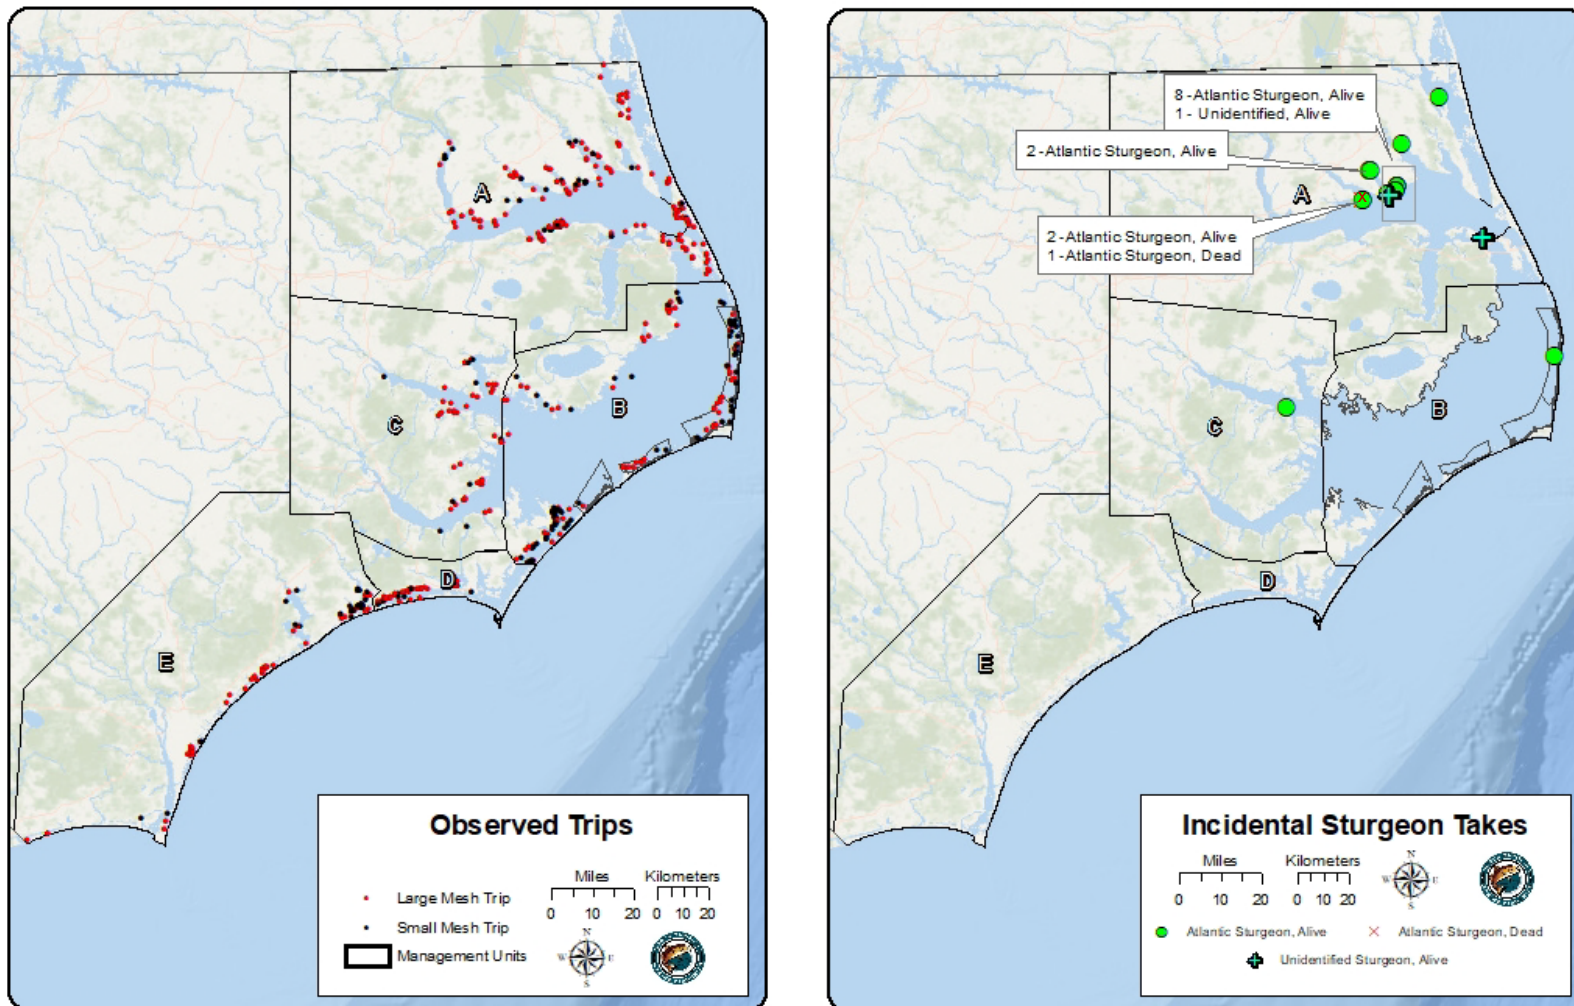 A
B
C
D
E
Observed Trips
Miles
Kilometers
Large Mesh Trip
0 10 20
0 10 20
Small Mesh Trip
N
W E
S
Management Units
8 -Atlantic Sturgeon, Alive
1 - Unidentified, Alive
2 -Atlantic Sturgeon, Alive
A
2 -Atlantic Sturgeon, Alive
1 -Atlantic Sturgeon, Dead
B
C
D
E
Incidental Sturgeon Takes
Miles
Kilometers
N
W E
S
0 10 20
0 10 20
Atlantic Sturgeon, Alive
Atlantic Sturgeon, Dead
Unidentified Sturgeon, Alive